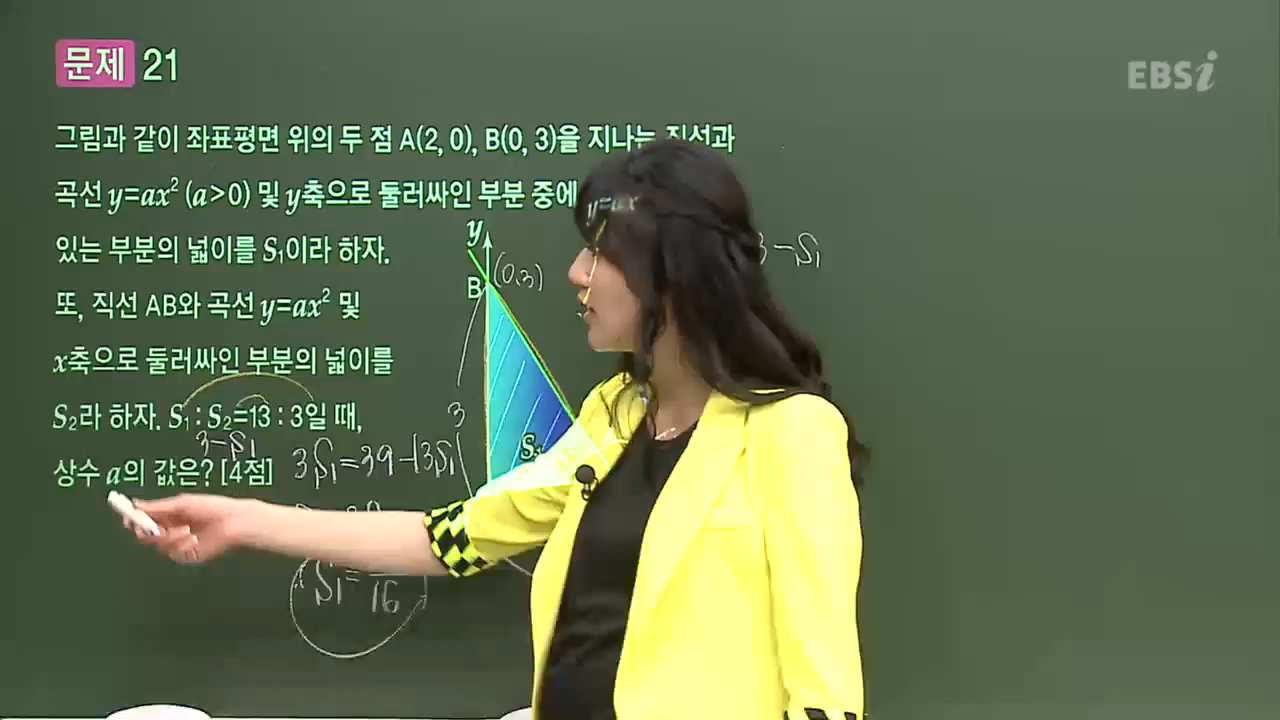 문제 21
EBSi
그림과 같이 좌표평면 위의 두 점 A(2, 0), B(0, 3)을 지나는 직선과
곡선 y=ax² (a>0) 및 y축으로 둘러싸인 부분 중에
y=ax
있는 부분의 넓이를 S₁이라 하자.
y
3-S₁
B (0,3)
또, 직선 AB와 곡선 y=ax² 및
x축으로 둘러싸인 부분의 넓이를
S₂라 하자. S₁ : S₂=13 : 3일 때,
3
3-S₁
상수 a의 값은? [4점]
3S₁=39-13S₁
S₁
S₁= 16